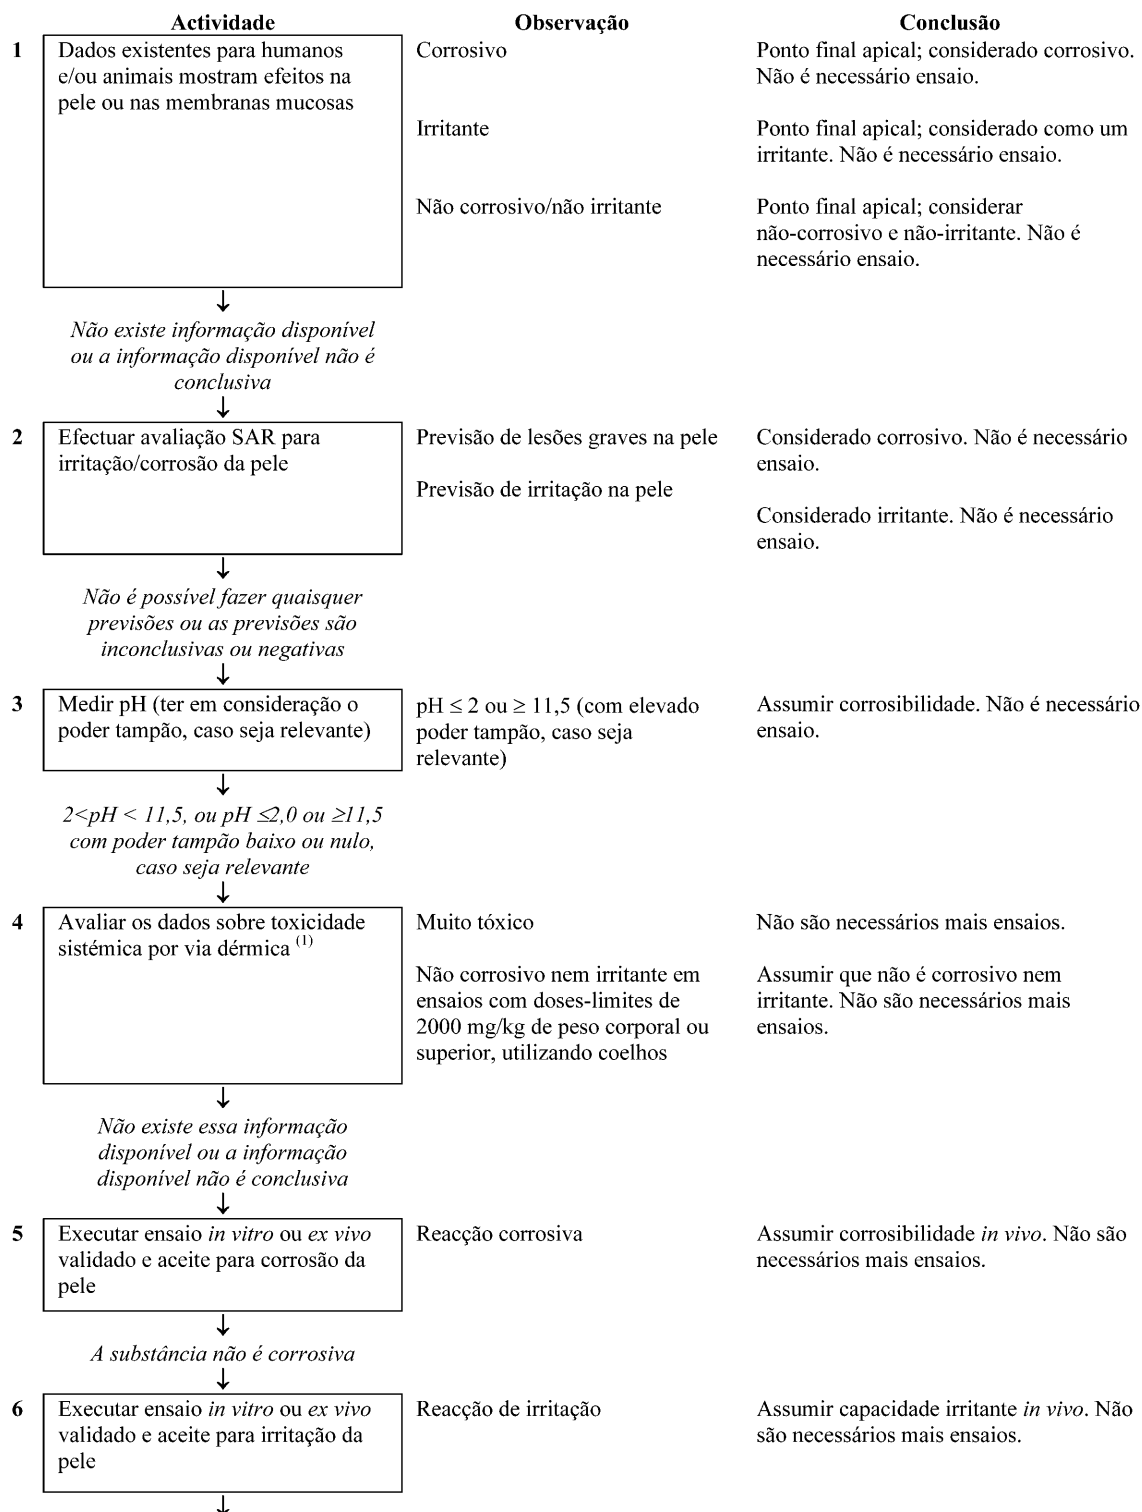 Actividade Observação Conclusão
1 Dados existentes para humanos Corrosivo Ponto final apical; considerado corrosivo.
e/ou animais mostram efeitos na Não é necessário ensaio.
pele ou nas membranas mucosas
Irritante Ponto final apical; considerado como um
irritante. Não é necessário ensaio.
Não corrosivo/não irritante Ponto final apical; considerar
não-corrosivo e não-irritante. Não é
necessário ensaio.
↓
Não existe informação disponível
ou a informação disponível não é
conclusiva
↓
2 Efectuar avaliação SAR para Previsão de lesões graves na pele Considerado corrosivo. Não é necessário
irritação/corrosão da pele ensaio.
Previsão de irritação na pele
Considerado irritante. Não é necessário
ensaio.
↓
Não é possível fazer quaisquer
previsões ou as previsões são
inconclusivas ou negativas
↓
3 Medir pH (ter em consideração o pH ≤ 2 ou ≥ 11,5 (com elevado Assumir corrosibilidade. Não é necessário
poder tampão, caso seja relevante) poder tampão, caso seja ensaio.
relevante)
↓
2<pH < 11,5, ou pH ≤2,0 ou ≥11,5
com poder tampão baixo ou nulo,
caso seja relevante
↓
4 Avaliar os dados sobre toxicidade Muito tóxico Não são necessários mais ensaios.
sistémica por via dérmica (1)
Não corrosivo nem irritante em Assumir que não é corrosivo nem
ensaios com doses-limites de irritante. Não são necessários mais
2000 mg/kg de peso corporal ou ensaios.
superior, utilizando coelhos
↓
Não existe essa informação
disponível ou a informação
disponível não é conclusiva
↓
5 Executar ensaio in vitro ou ex vivo Reacção corrosiva Assumir corrosibilidade in vivo. Não são
validado e aceite para corrosão da necessários mais ensaios.
pele
↓
A substância não é corrosiva
↓
6 Executar ensaio in vitro ou ex vivo Reacção de irritação Assumir capacidade irritante in vivo. Não
validado e aceite para irritação da são necessários mais ensaios.
pele
↓